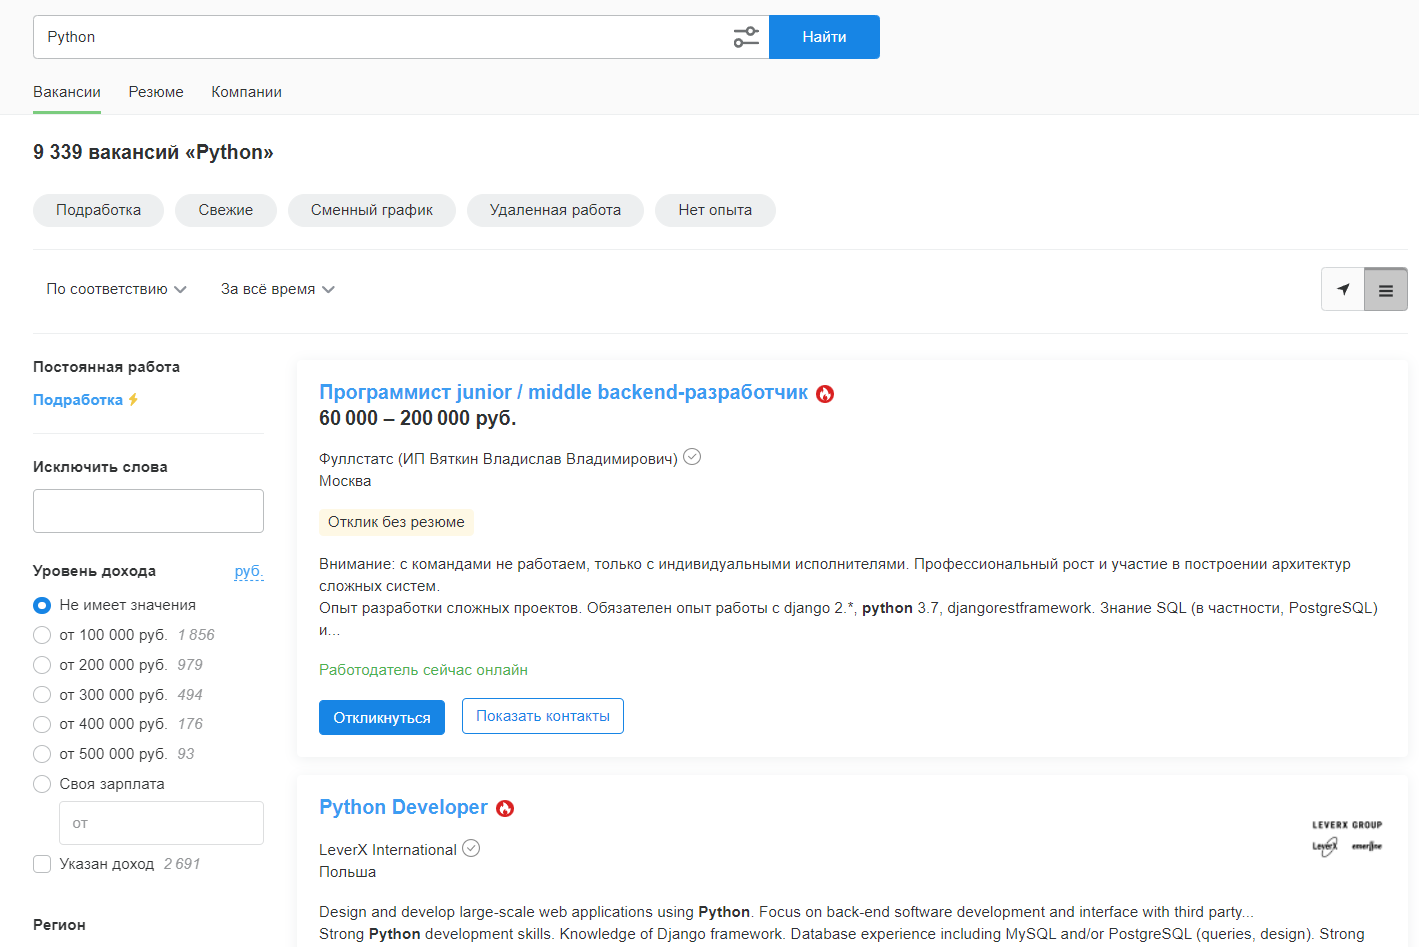 Python
Найти
Вакансии Резюме Компании
9 339 вакансий «Python»
Подработка Свежие Сменный график Удаленная работа Нет опыта
По соответствию За всё время
Постоянная работа
Подработка
Исключить слова
Уровень дохода руб.
Не имеет значения
от 100 000 руб. 1 856
от 200 000 руб. 979
от 300 000 руб. 494
от 400 000 руб. 176
от 500 000 руб. 93
Своя зарплата
от
Указан доход 2 691
Регион
Программист junior / middle backend-разработчик
60 000 – 200 000 руб.
Фуллстатс (ИП Вяткин Владислав Владимирович)
Москва
Отклик без резюме
Внимание: с командами не работаем, только с индивидуальными исполнителями. Профессиональный рост и участие в построении архитектур
сложных систем.
Опыт разработки сложных проектов. Обязателен опыт работы с django 2.*, python 3.7, djangorestframework. Знание SQL (в частности, PostgreSQL)
и...
Работодатель сейчас онлайн
Откликнуться Показать контакты
Python Developer
LEVERX GROUP
LeverX emerline
LeverX International
Польша
Design and develop large-scale web applications using Python. Focus on back-end software development and interface with third party...
Strong Python development skills. Knowledge of Django framework. Database experience including MySQL and/or PostgreSQL (queries, design). Strong